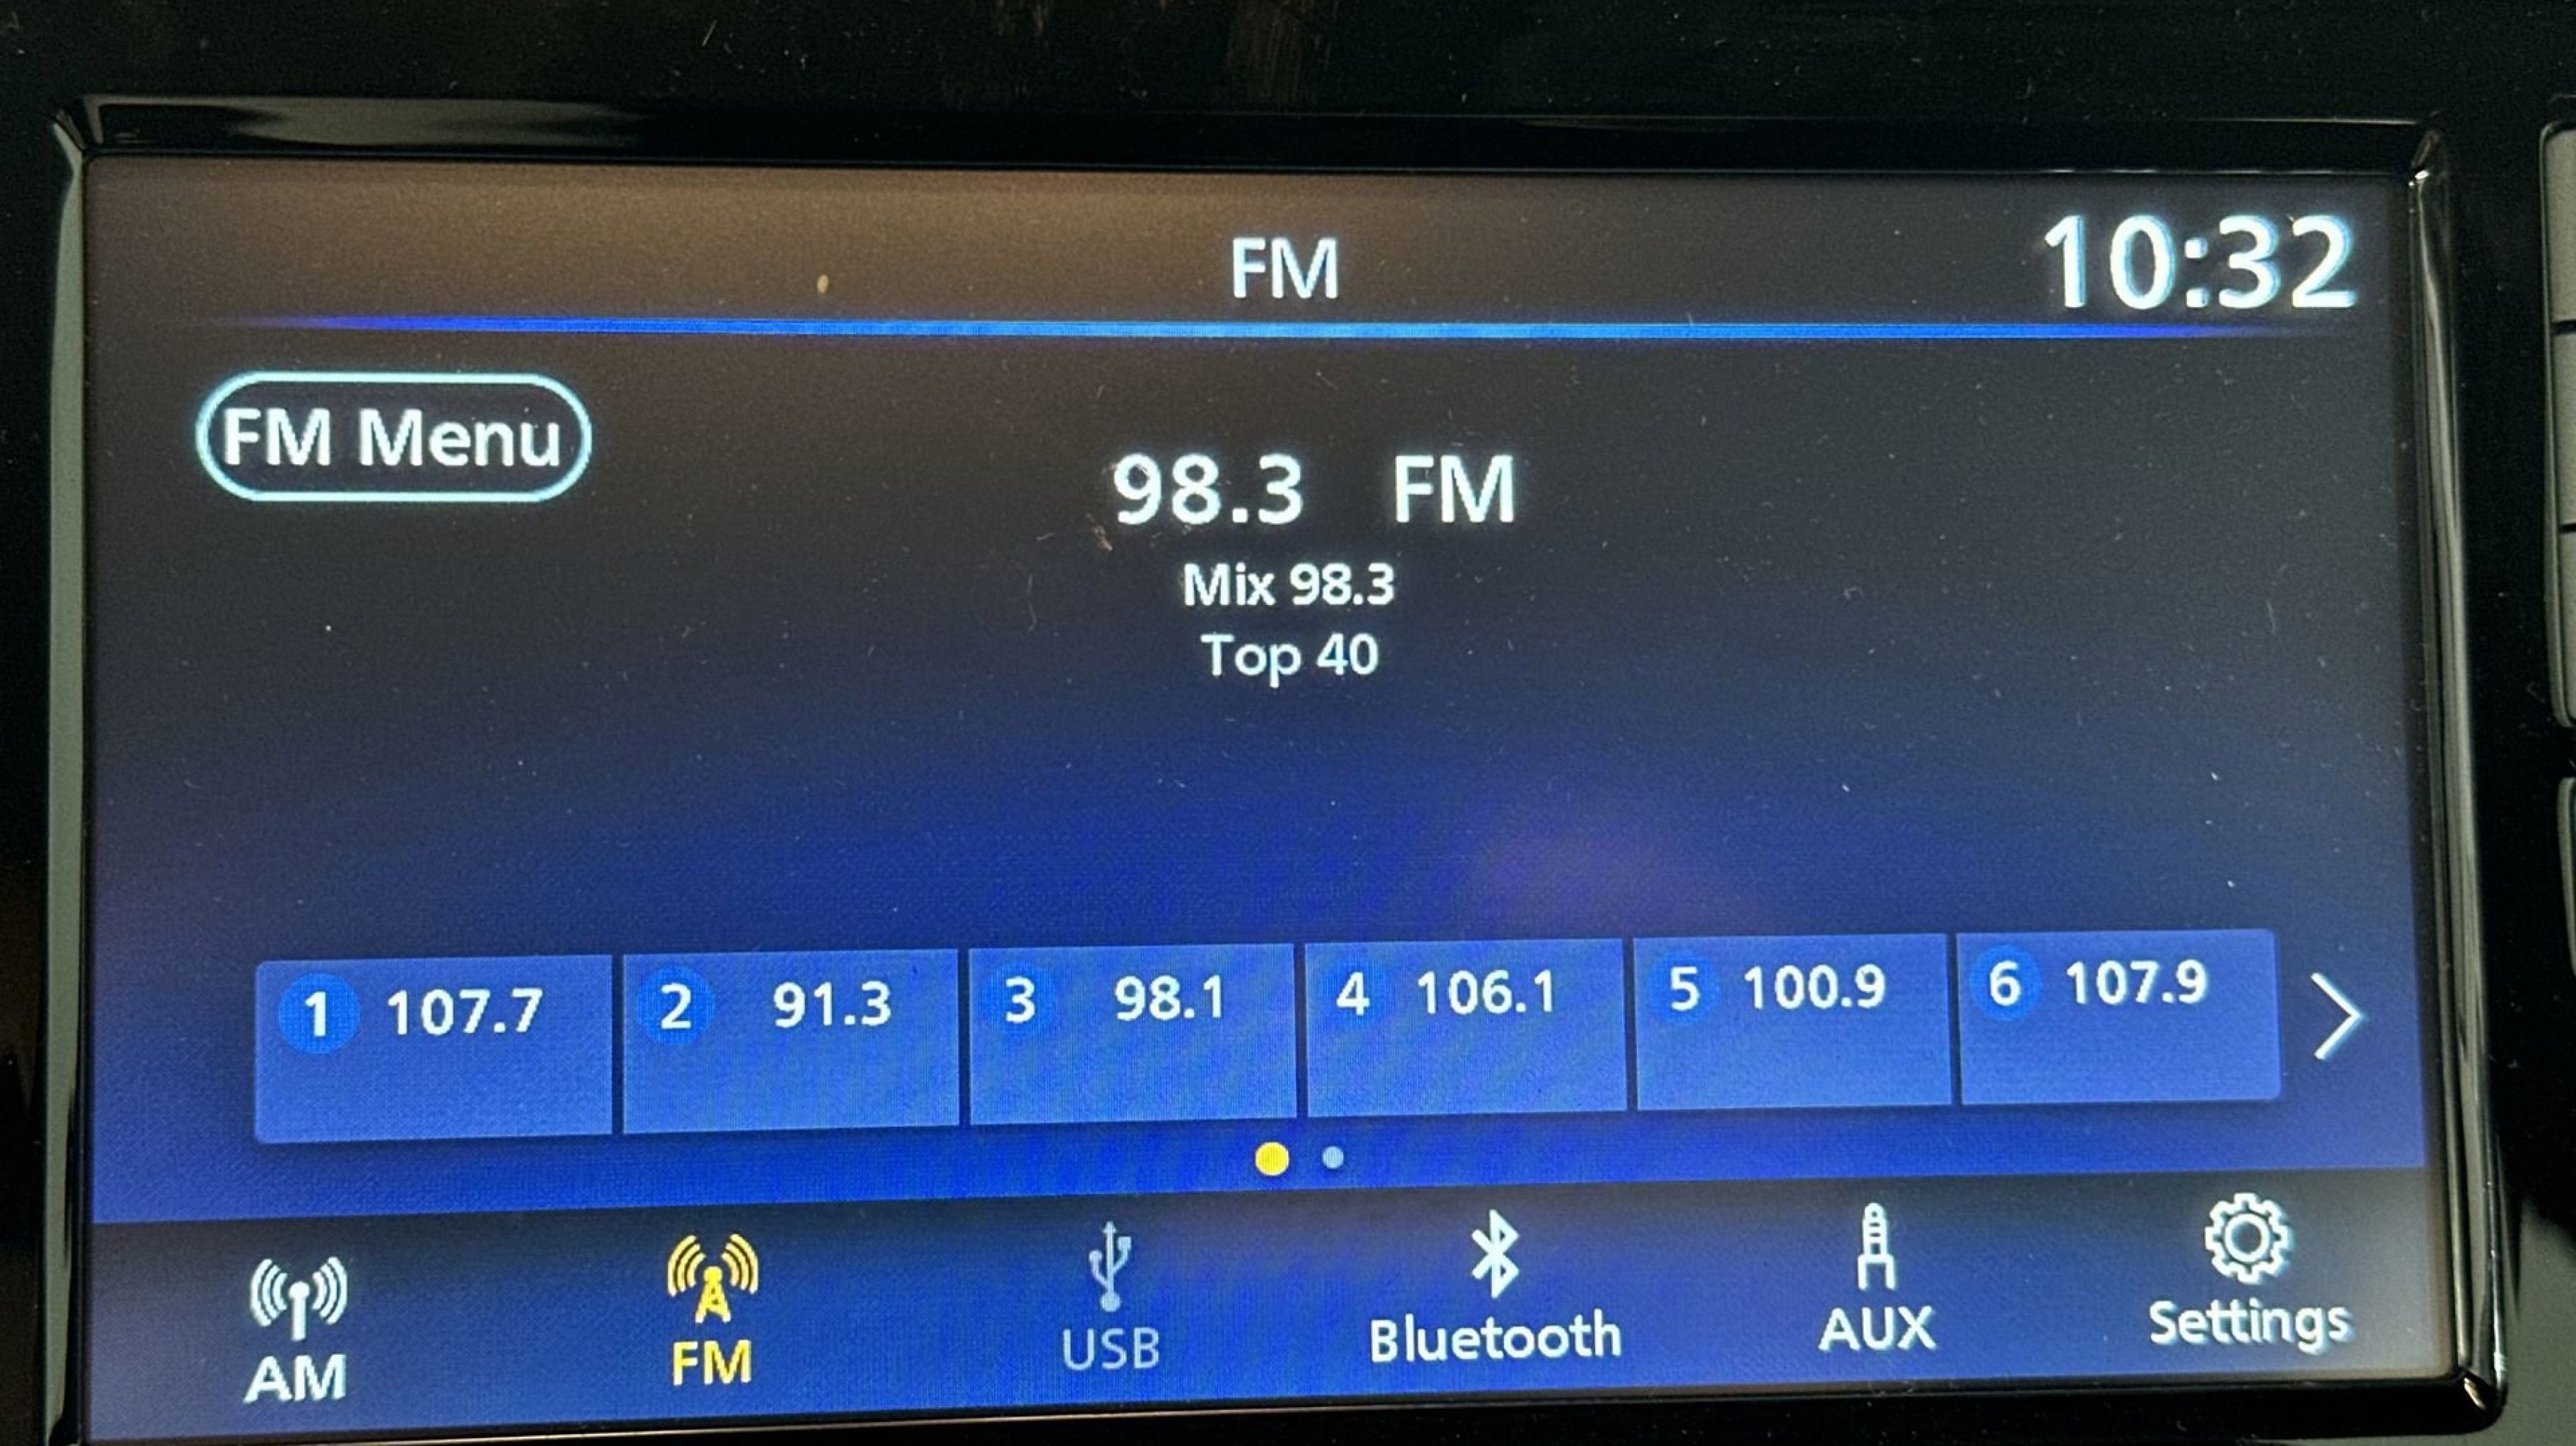 FM
10:32
FM Menu
98.3 FM
Mix 98.3
Top 40
1 107.7 2 91.3 3 98.1 4 106.1 5 100.9 6 107.9
AM FM USB Bluetooth AUX Settings